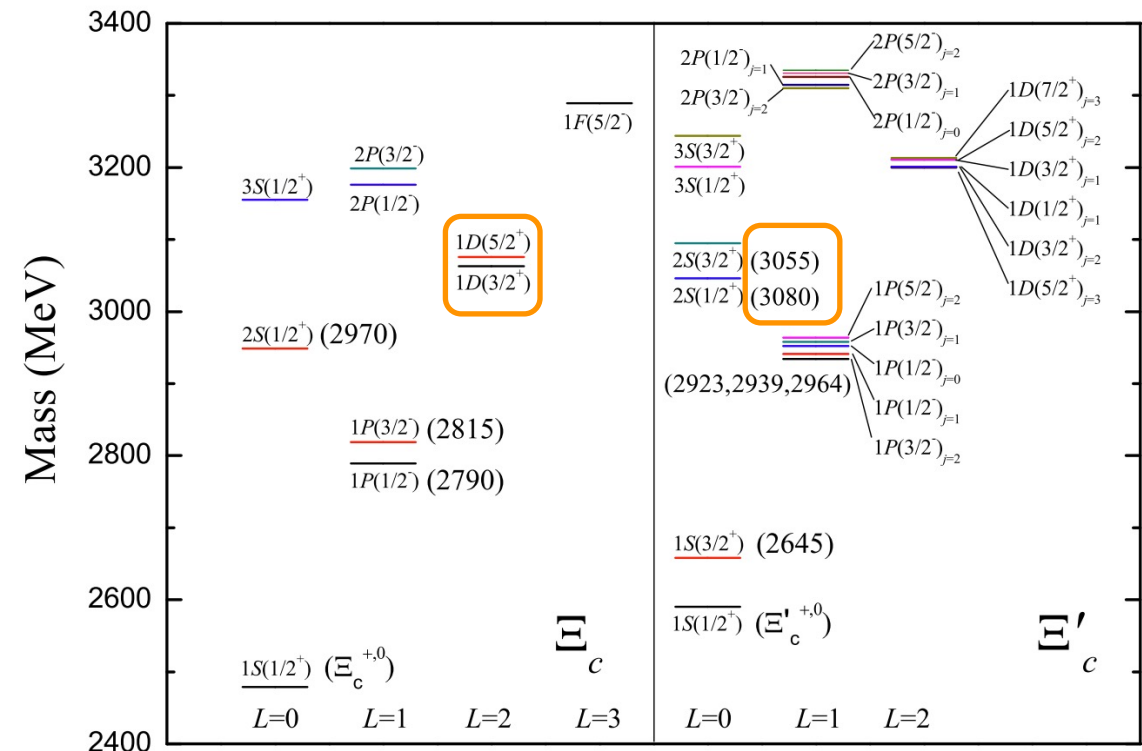 Mass (MeV)
3400
3200
3000
2800
2600
2400
3S(1/2⁺)
2P(3/2⁻)
2P(1/2⁻)
1F(5/2⁻)
1D(5/2⁺)
1D(3/2⁺)
2S(1/2⁺) (2970)
1P(3/2⁻) (2815)
1P(1/2⁻) (2790)
1S(1/2⁺) (Ξc⁺,⁰)
Ξc
L=0 L=1 L=2 L=3
2P(1/2⁻)j=1
2P(3/2⁻)j=2
2P(5/2⁻)j=2
2P(3/2⁻)j=1
2P(1/2⁻)j=0
3S(3/2⁺)
3S(1/2⁺)
1D(7/2⁺)j=3
1D(5/2⁺)j=2
1D(3/2⁺)j=1
1D(1/2⁺)j=1
1D(3/2⁺)j=2
1D(5/2⁺)j=3
2S(3/2⁺) (3055)
2S(1/2⁺) (3080)
1P(5/2⁻)j=2
1P(3/2⁻)j=1
1P(1/2⁻)j=0
1P(1/2⁻)j=1
1P(3/2⁻)j=2
(2923,2939,2964)
1S(3/2⁺) (2645)
1S(1/2⁺) (Ξ'c⁺,⁰)
Ξ′c
L=0 L=1 L=2